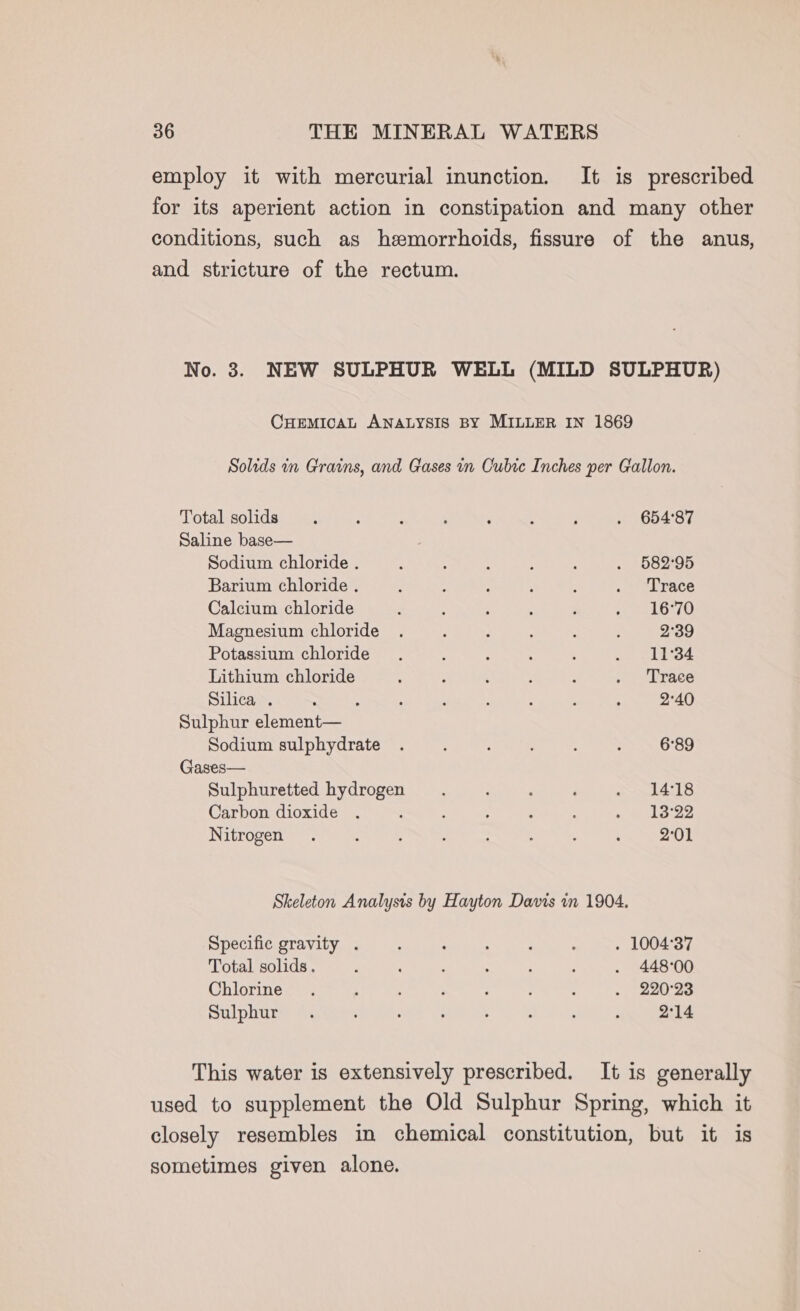 36 THE MINERAL WATERS
employ it with mercurial inunction. It is prescribed
for its aperient action in constipation and many other
conditions, such as hæmorrhoids, fissure of the anus,
and stricture of the rectum.
No. 3. NEW SULPHUR WELL (MILD SULPHUR)
CHEMICAL ANALYSIS BY MILLER IN 1869
Solids in Grains, and Gases in Cubic Inches per Gallon.
Total solids . . . . . . . . 654·87
Saline base—
Sodium chloride . . . . . . . 582·95
Barium chloride . . . . . . . Trace
Calcium chloride . . . . . . 16·70
Magnesium chloride . . . . . . 2·39
Potassium chloride . . . . . . 11·34
Lithium chloride . . . . . . Trace
Silica . . . . . . . . . 2·40
Sulphur element—
Sodium sulphydrate . . . . . . 6·89
Gases—
Sulphuretted hydrogen . . . . . 14·18
Carbon dioxide . . . . . . . 13·22
Nitrogen . . . . . . . . 2·01
Skeleton Analysis by Hayton Davis in 1904.
Specific gravity . . . . . . . 1004·37
Total solids . . . . . . . . 448·00
Chlorine . . . . . . . . 220·23
Sulphur . . . . . . . . 2·14
This water is extensively prescribed. It is generally
used to supplement the Old Sulphur Spring, which it
closely resembles in chemical constitution, but it is
sometimes given alone.